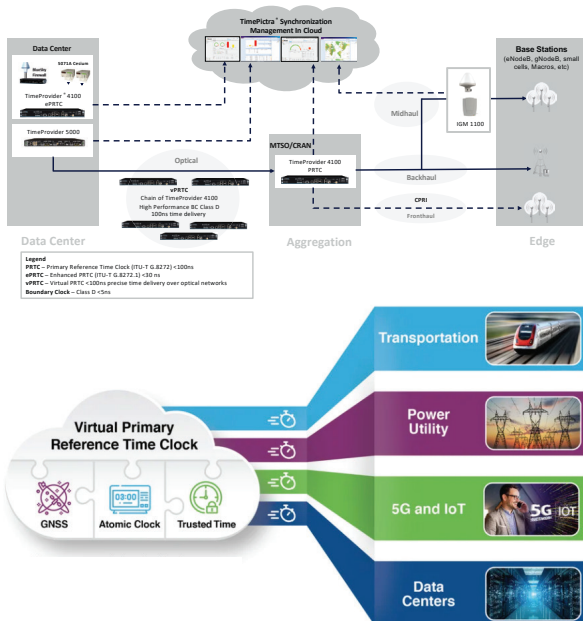 TimePictra® Synchronization
Management In Cloud
Data Center
BlueSky
Firewall
5071A Cesium
TimeProvider® 4100
ePRTC
TimeProvider 5000
Optical
vPRTC
Chain of TimeProvider 4100
High Performance BC Class D
100ns time delivery
MTSO/CRAN
TimeProvider 4100
PRTC
Midhaul
Backhaul
CPRI
Fronthaul
IGM 1100
Base Stations
(eNodeB, gNodeB, small
cells, Macros, etc)
Data Center
Aggregation
Edge
Legend
PRTC – Primary Reference Time Clock (ITU-T G.8272) <100ns
ePRTC – Enhanced PRTC (ITU-T G.8272.1) <30 ns
vPRTC – Virtual PRTC <100ns precise time delivery over optical networks
Boundary Clock – Class D <5ns
Virtual Primary
Reference Time Clock
GNSS
03:00
Atomic Clock
Trusted Time
Transportation
Power
Utility
5G and IoT
5G
IOT
Data
Centers